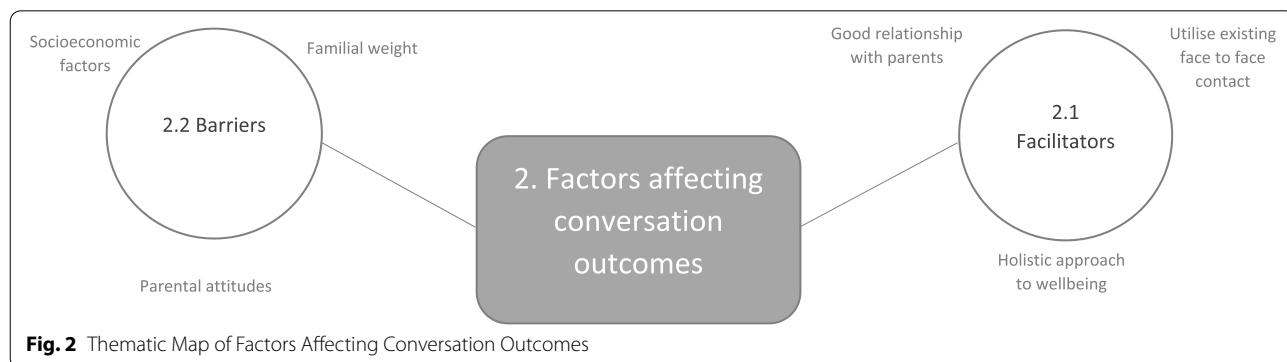 Socioeconomic
factors
Familial weight
2.2 Barriers
Parental attitudes
2. Factors affecting
conversation
outcomes
Good relationship
with parents
Utilise existing
face to face
contact
2.1
Facilitators
Holistic approach
to wellbeing
Fig. 2 Thematic Map of Factors Affecting Conversation Outcomes